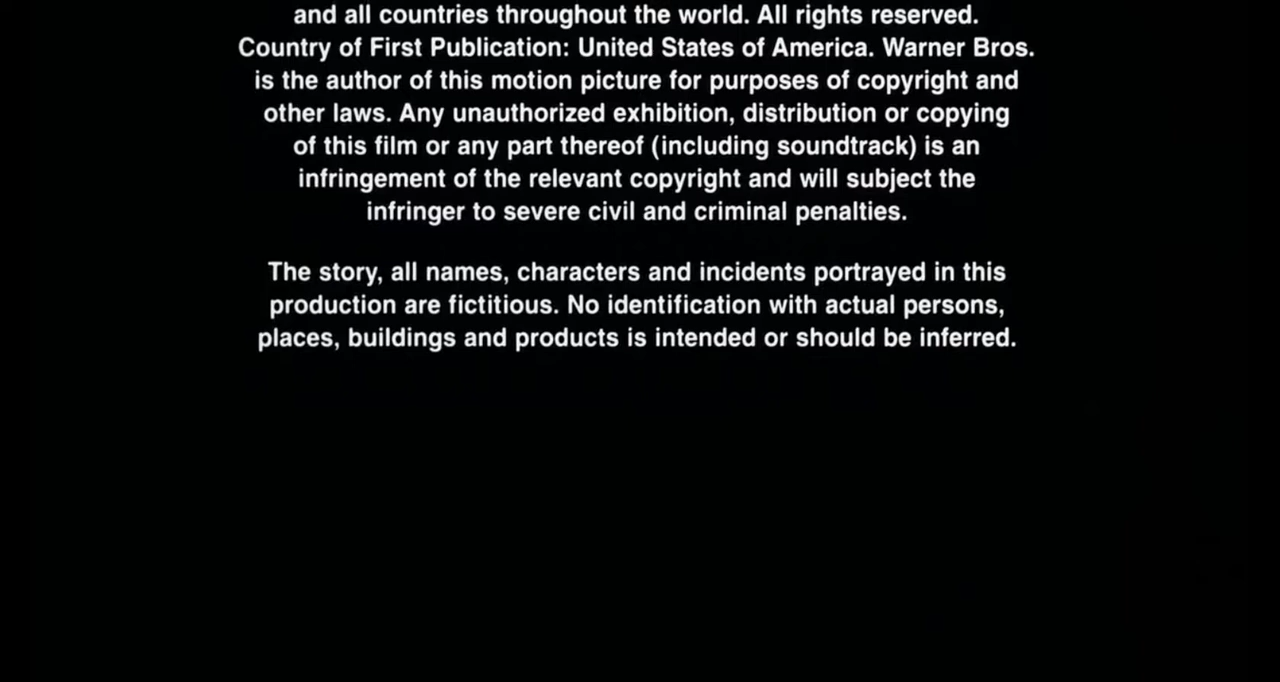 and all countries throughout the world. All rights reserved.
Country of First Publication: United States of America. Warner Bros.
is the author of this motion picture for purposes of copyright and
other laws. Any unauthorized exhibition, distribution or copying
of this film or any part thereof (including soundtrack) is an
infringement of the relevant copyright and will subject the
infringer to severe civil and criminal penalties.
The story, all names, characters and incidents portrayed in this
production are fictitious. No identification with actual persons,
places, buildings and products is intended or should be inferred.